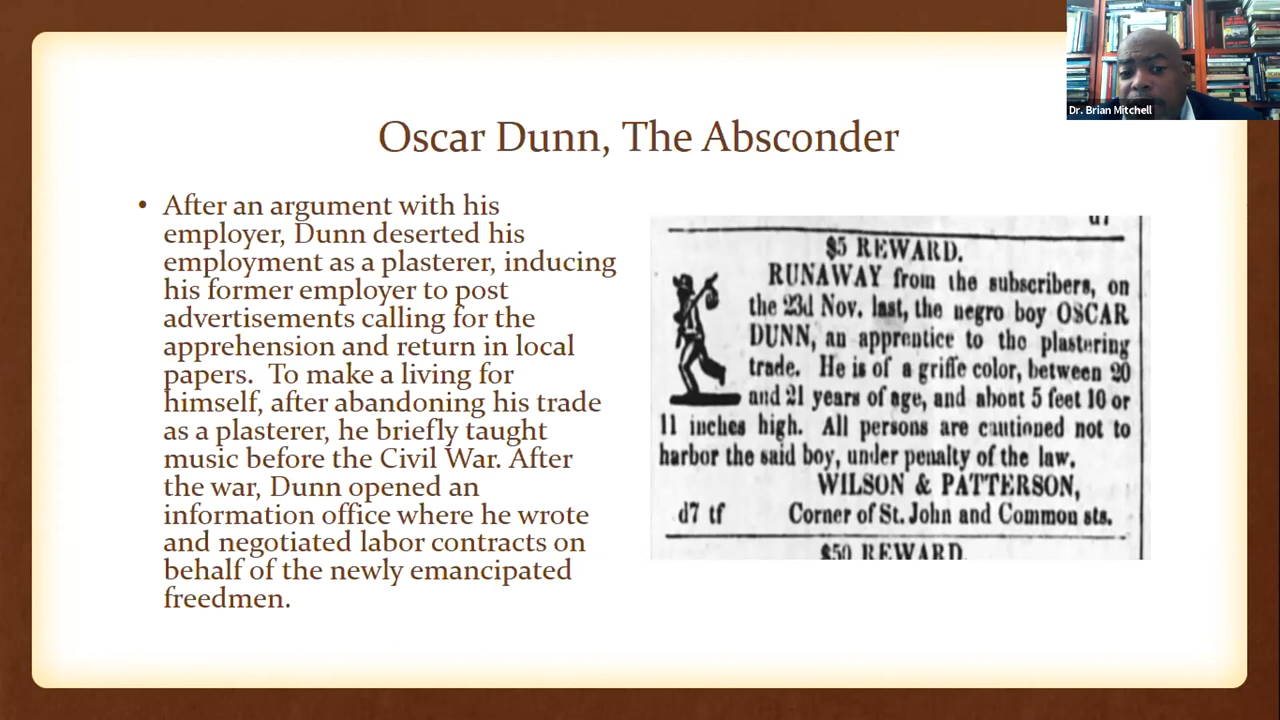 Dr. Brian Mitchell
Oscar Dunn, The Absconder
• After an argument with his
employer, Dunn deserted his
employment as a plasterer, inducing
his former employer to post
advertisements calling for the
apprehension and return in local
papers. To make a living for
himself, after abandoning his trade
as a plasterer, he briefly taught
music before the Civil War. After
the war, Dunn opened an
information office where he wrote
and negotiated labor contracts on
behalf of the newly emancipated
freedmen.
d7
$5 REWARD.
RUNAWAY from the subscribers, on
the 23d Nov. last, the negro boy OSCAR
DUNN, an apprentice to the plastering
trade. He is of a griffe color, between 20
and 21 years of age, and about 5 feet 10 or
11 inches high. All persons are cautioned not to
harbor the said boy, under penalty of the law.
WILSON & PATTERSON,
d7 tf Corner of St. John and Common sts.
$50 REWARD.